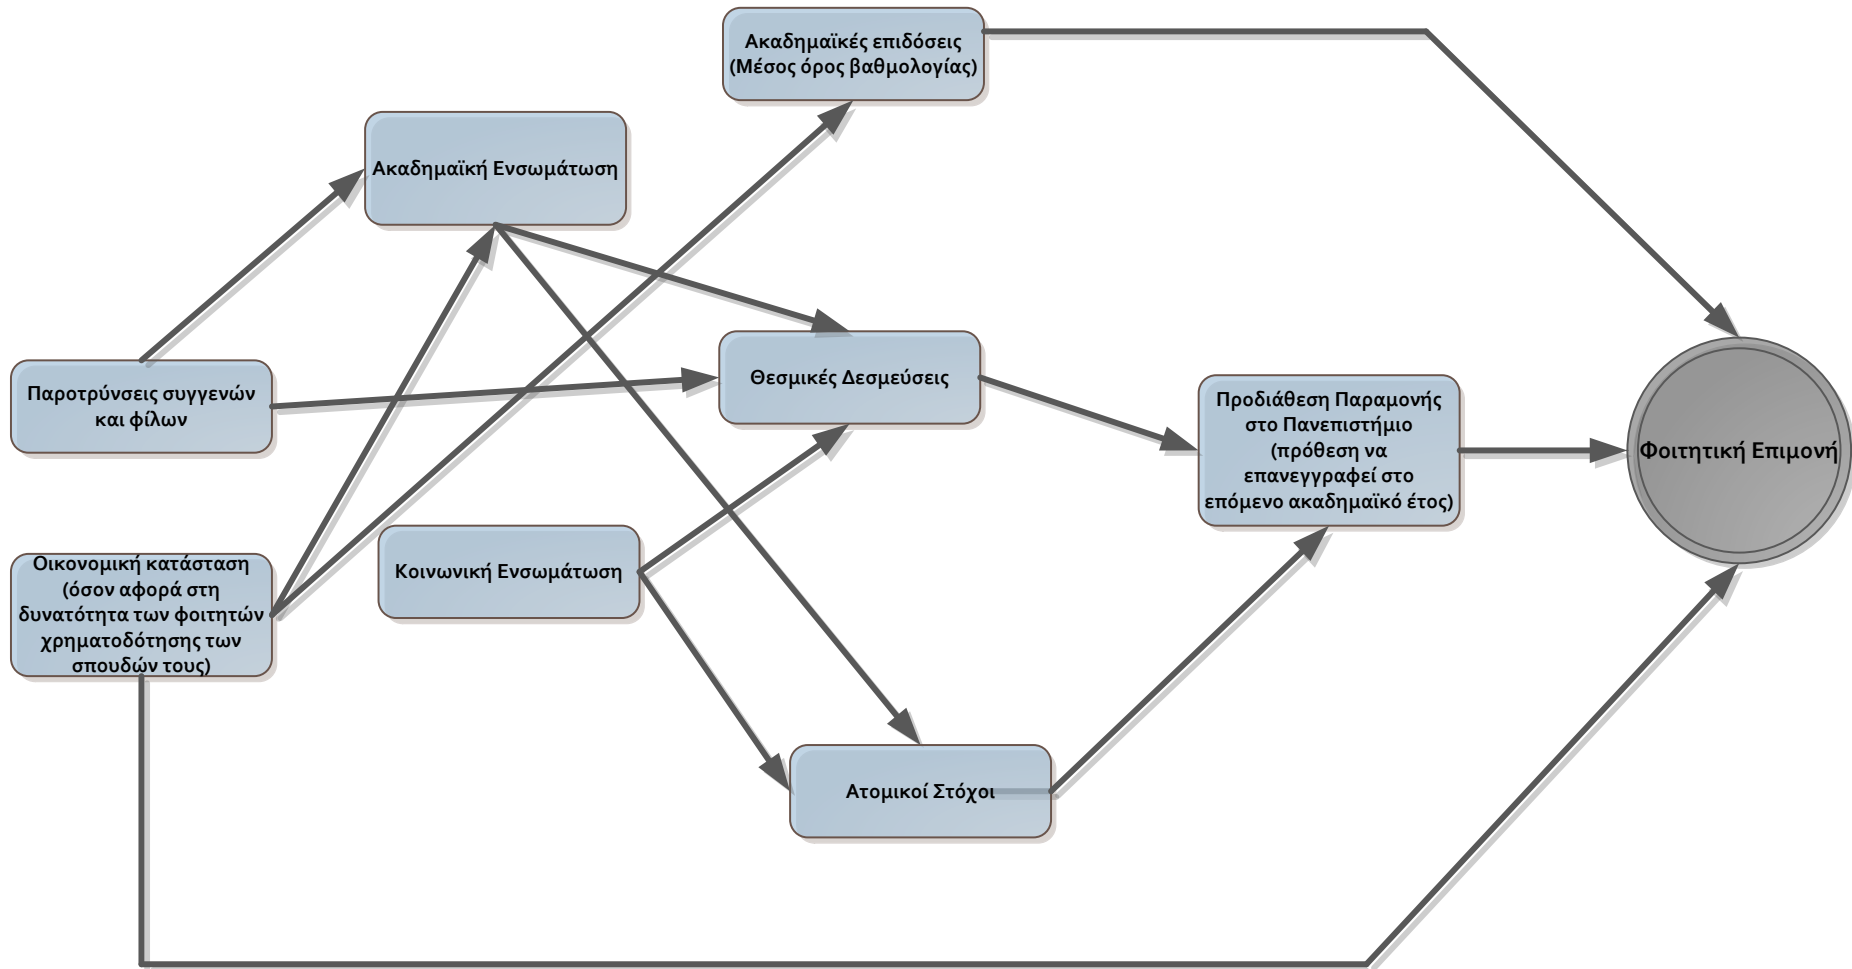 Ακαδημαϊκές επιδόσεις
(Μέσος όρος βαθμολογίας)
Ακαδημαϊκή Ενσωμάτωση
Παροτρύνσεις συγγενών
και φίλων
Θεσμικές Δεσμεύσεις
Προδιάθεση Παραμονής
στο Πανεπιστήμιο
(πρόθεση να
επανεγγραφεί στο
επόμενο ακαδημαϊκό έτος)
Φοιτητική Επιμονή
Οικονομική κατάσταση
(όσον αφορά στη
δυνατότητα των φοιτητών
χρηματοδότησης των
σπουδών τους)
Κοινωνική Ενσωμάτωση
Ατομικοί Στόχοι